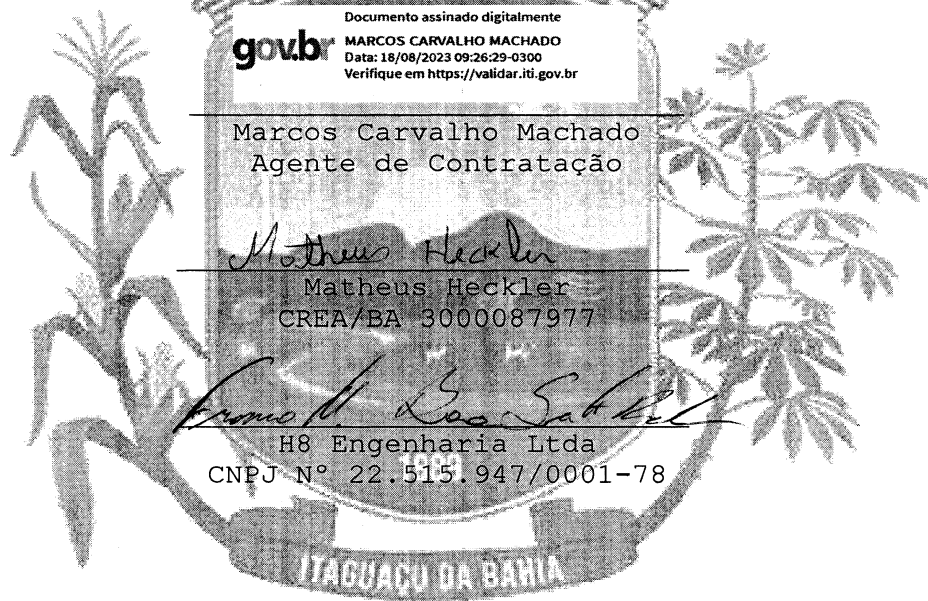 Documento assinado digitalmente
gov.br
MARCOS CARVALHO MACHADO
Data: 18/08/2023 09:26:29-0300
Verifique em https://validar.iti.gov.br
Marcos Carvalho Machado
Agente de Contratação
Matheus Heckler
Matheus Heckler
CREA/BA 3000087977
H8 Engenharia Ltda
CNPJ Nº 22.515.947/0001-78
1989
ITAGUAÇU DA BAHIA